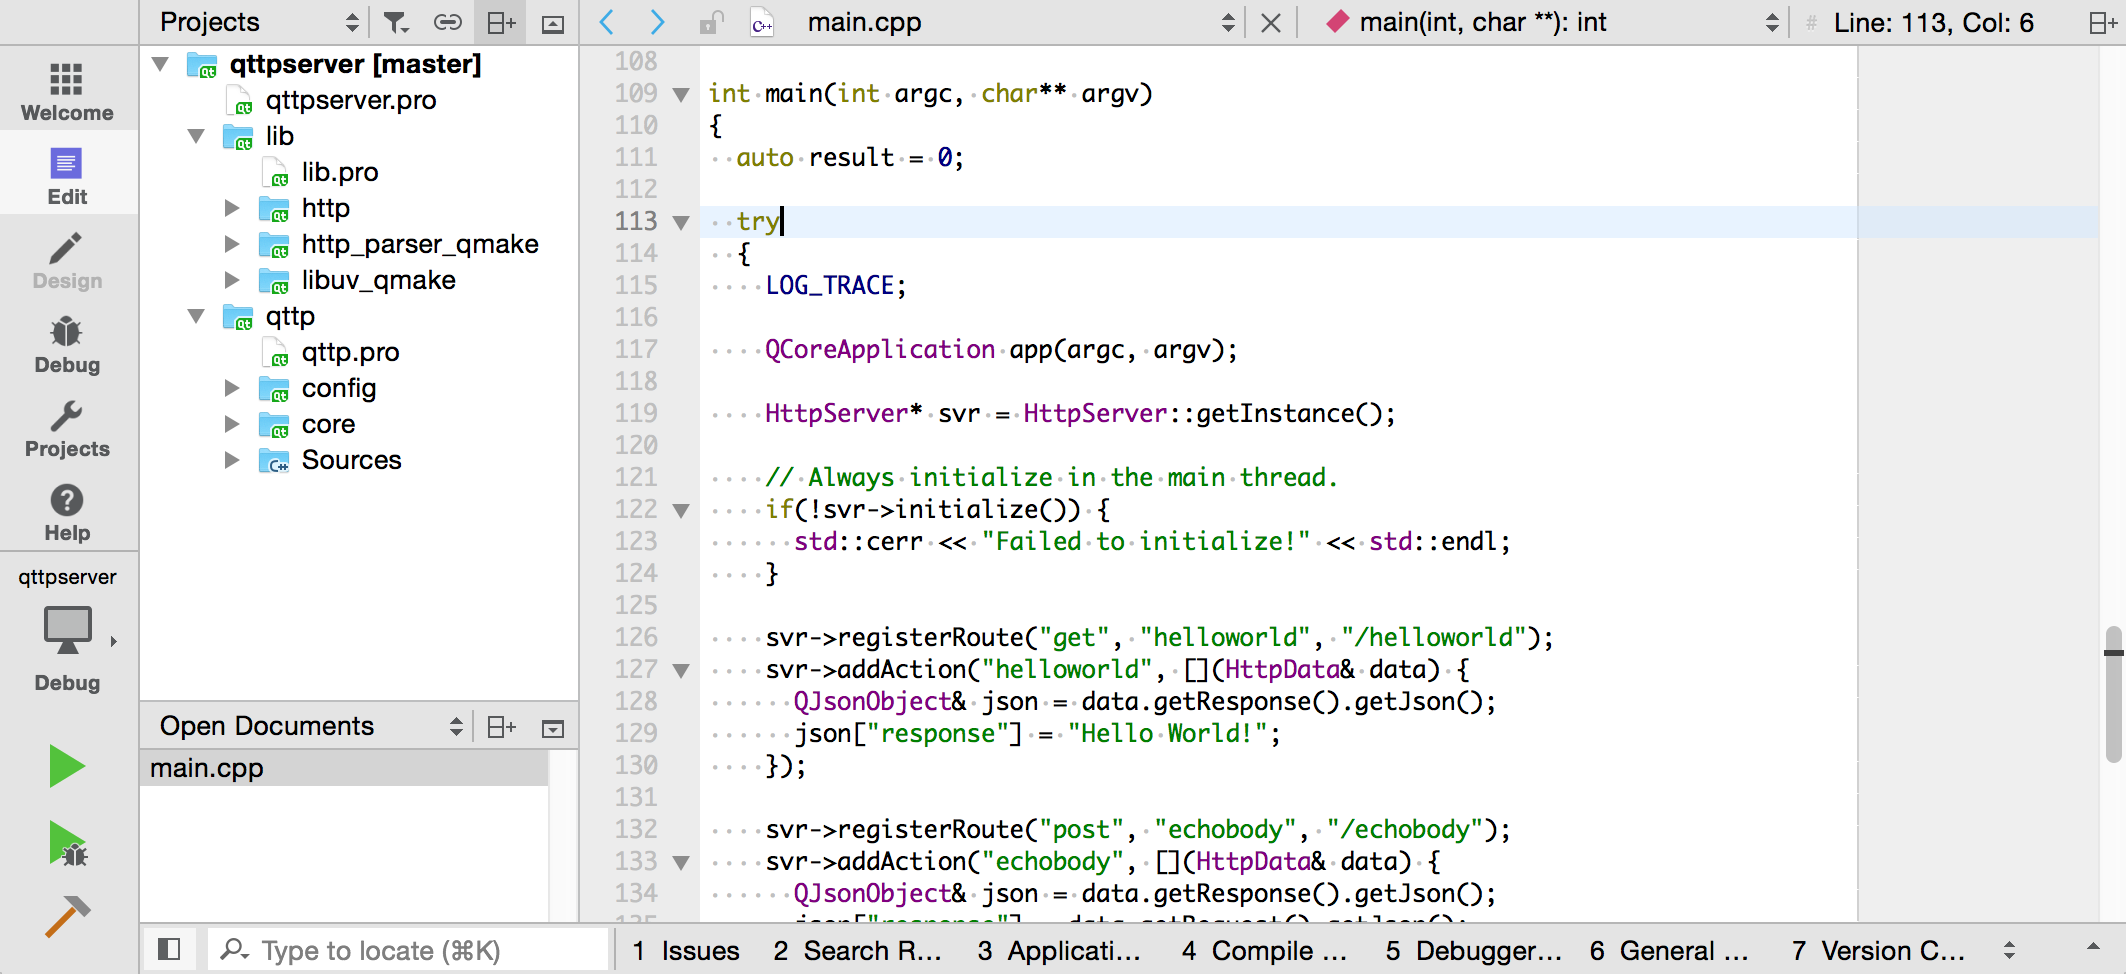 Projects
main.cpp
main(int, char **): int
# Line: 113, Col: 6
Welcome
Edit
Design
Debug
Projects
Help
qttpserver
Debug
qttpserver [master]
qttpserver.pro
lib
lib.pro
http
http_parser_qmake
libuv_qmake
qttp
qttp.pro
config
core
Sources
Open Documents
main.cpp
108
109 int main(int argc, char** argv)
110 {
111 auto result = 0;
112
113 try
114 {
115 LOG_TRACE;
116
117 QCoreApplication app(argc, argv);
118
119 HttpServer* svr = HttpServer::getInstance();
120
121 // Always initialize in the main thread.
122 if(!svr->initialize()) {
123 std::cerr << "Failed to initialize!" << std::endl;
124 }
125
126 svr->registerRoute("get", "helloworld", "/helloworld");
127 svr->addAction("helloworld", [](HttpData& data) {
128 QJsonObject& json = data.getResponse().getJson();
129 json["response"] = "Hello World!";
130 });
131
132 svr->registerRoute("post", "echobody", "/echobody");
133 svr->addAction("echobody", [](HttpData& data) {
134 QJsonObject& json = data.getResponse().getJson();
135 json["response"] = data.getRequest().getJson();
Type to locate (⌘K)
1 Issues
2 Search R...
3 Applicati...
4 Compile ...
5 Debugger...
6 General ...
7 Version C...